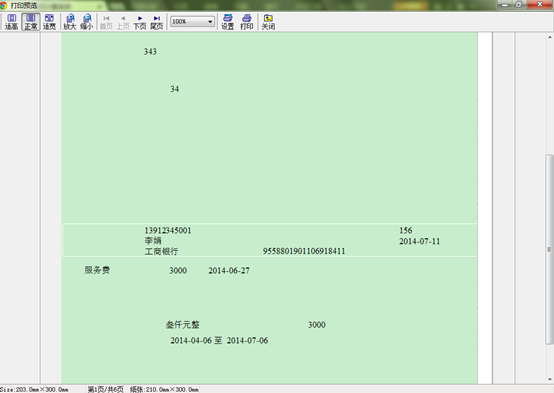 打印预览
适高 正常 适宽 放大 缩小 首页 上页 下页 尾页 100% 设置 打印 关闭
343
34
13912345001 156
李娟 2014-07-11
工商银行 9558801901106918411
服务费 3000 2014-06-27
叁仟元整 3000
2014-04-06 至 2014-07-06
Size:203.0mm×300.0mm 第1页/共6页 纸张:210.0mm×300.0mm